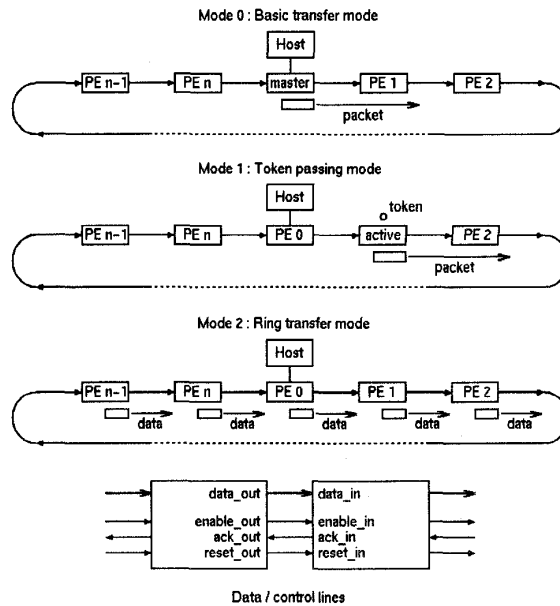 Mode 0 : Basic transfer mode
Host
PE n-1 PE n master PE 1 PE 2
packet
Mode 1 : Token passing mode
Host
token
PE n-1 PE n PE 0 active PE 2
packet
Mode 2 : Ring transfer mode
Host
PE n-1 PE n PE 0 PE 1 PE 2
data data data data data
data_out data_in
enable_out enable_in
ack_out ack_in
reset_out reset_in
Data / control lines